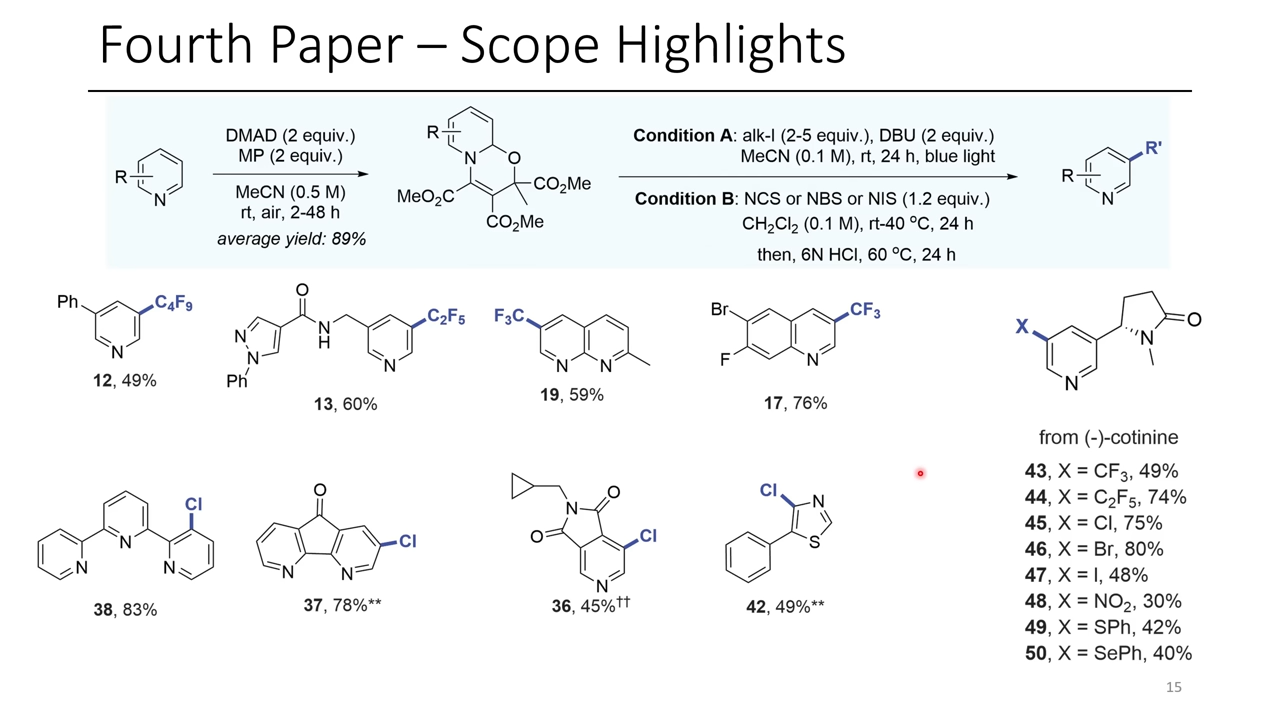 Fourth Paper – Scope Highlights
R
N
DMAD (2 equiv.)
MP (2 equiv.)
MeCN (0.5 M)
rt, air, 2-48 h
average yield: 89%
R
N
O
MeO₂C
CO₂Me
CO₂Me
Condition A: alk-I (2-5 equiv.), DBU (2 equiv.)
MeCN (0.1 M), rt, 24 h, blue light
Condition B: NCS or NBS or NIS (1.2 equiv.)
CH₂Cl₂ (0.1 M), rt-40 ºC, 24 h
then, 6N HCl, 60 ºC, 24 h
R
R'
N
Ph
C₄F₉
N
12, 49%
O
N
N
Ph
N
H
C₂F₅
N
13, 60%
F₃C
N
N
19, 59%
Br
F
CF₃
N
17, 76%
X
N
N
O
from (-)-cotinine
43, X = CF₃, 49%
44, X = C₂F₅, 74%
45, X = Cl, 75%
46, X = Br, 80%
47, X = I, 48%
48, X = NO₂, 30%
49, X = SPh, 42%
50, X = SePh, 40%
Cl
N
N
N
38, 83%
O
Cl
N
N
37, 78%**
N
O
O
Cl
N
36, 45%††
Cl
N
S
42, 49%**
15